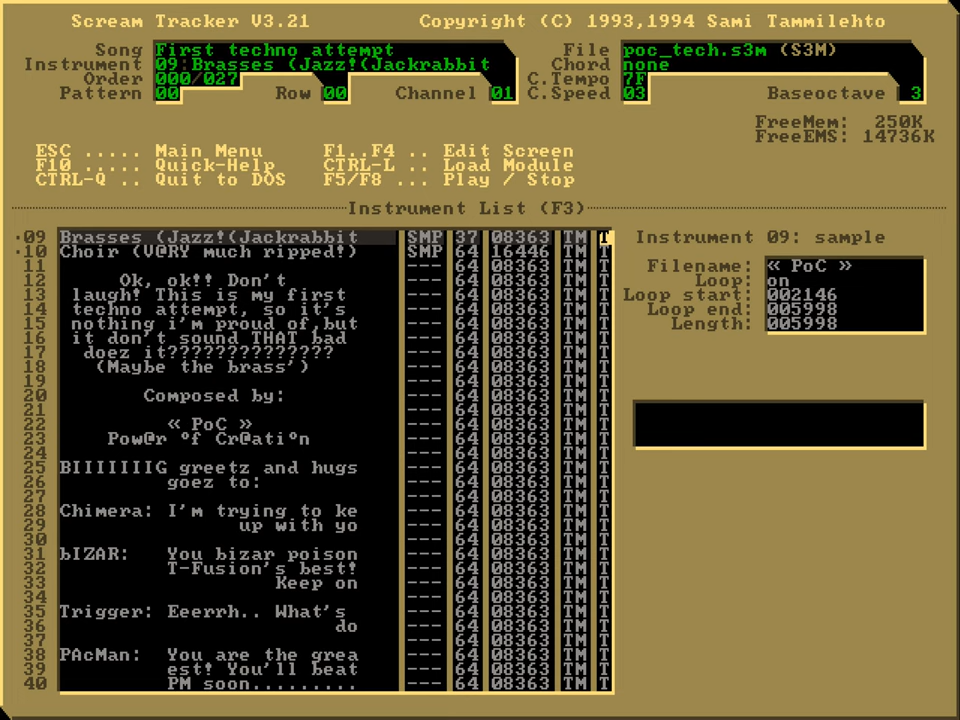 Scream Tracker V3.21 Copyright (C) 1993,1994 Sami Tammilehto
Song First techno attempt File poc_tech.s3m (S3M)
Instrument 09:Brasses (Jazz!(Jackrabbit Chord none
Order 000/027 C.Tempo 7F
Pattern 00 Row 00 Channel 01 C.Speed 03 Baseoctave 3
FreeMem: 250K
FreeEMS: 14736K
ESC ..... Main Menu F1..F4 .. Edit Screen
F10 ..... Quick-Help CTRL-L .. Load Module
CTRL-Q .. Quit to DOS F5/F8 ... Play / Stop
Instrument List (F3)
·09 Brasses (Jazz!(Jackrabbit SMP 37 08363 TM T Instrument 09: sample
·10 Choir (V@RY much ripped!) SMP 64 16446 TM T
11 --- 64 08363 TM T Filename: « PoC »
12 Ok, ok!! Don't --- 64 08363 TM T Loop: on
13 laugh! This is my first --- 64 08363 TM T Loop start: 002146
14 techno attempt, so it's --- 64 08363 TM T Loop end: 005998
15 nothing i'm proud of,but --- 64 08363 TM T Length: 005998
16 it don't sound THAT bad --- 64 08363 TM T
17 doez it?????????????? --- 64 08363 TM T
18 (Maybe the brass') --- 64 08363 TM T
19 --- 64 08363 TM T
20 Composed by: --- 64 08363 TM T
21 --- 64 08363 TM T
22 « PoC » --- 64 08363 TM T
23 Pow@r ºf Cr@atiºn --- 64 08363 TM T
24 --- 64 08363 TM T
25 BIIIIIIIG greetz and hugs --- 64 08363 TM T
26 goez to: --- 64 08363 TM T
27 --- 64 08363 TM T
28 Chimera: I'm trying to ke --- 64 08363 TM T
29 up with yo --- 64 08363 TM T
30 --- 64 08363 TM T
31 bIZAR: You bizar poison --- 64 08363 TM T
32 T-Fusion's best! --- 64 08363 TM T
33 Keep on --- 64 08363 TM T
34 --- 64 08363 TM T
35 Trigger: Eeerrh.. What's --- 64 08363 TM T
36 do --- 64 08363 TM T
37 --- 64 08363 TM T
38 PAcMan: You are the grea --- 64 08363 TM T
39 est! You'll beat --- 64 08363 TM T
40 PM soon......... --- 64 08363 TM T